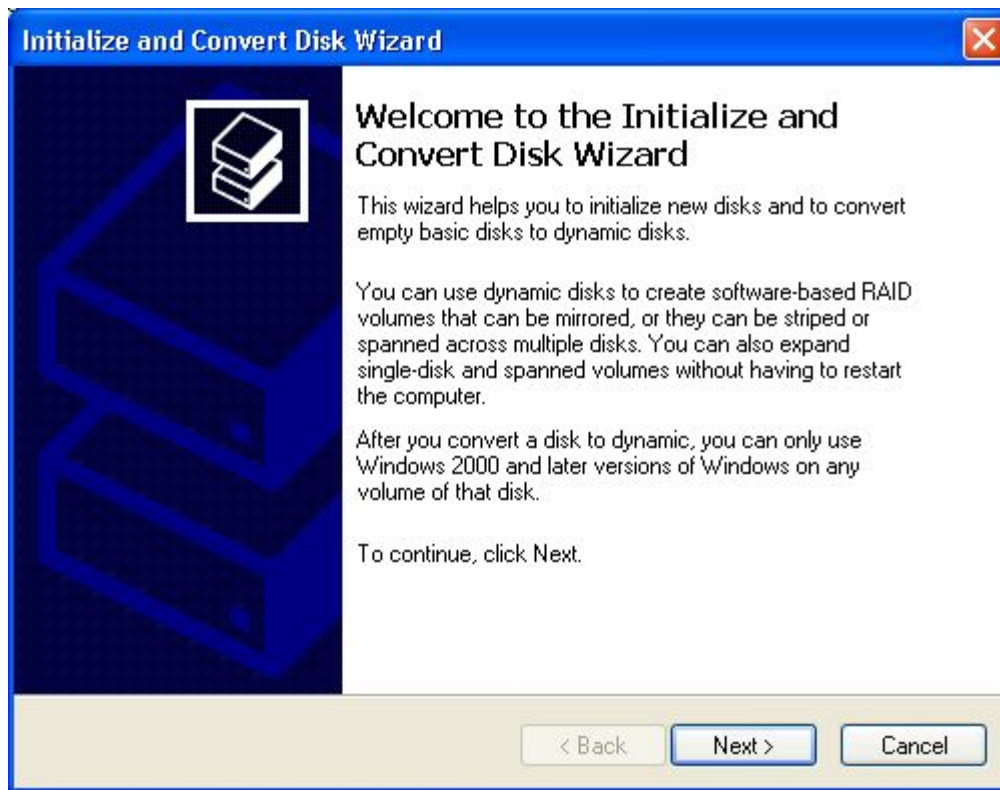 Initialize and Convert Disk Wizard
Welcome to the Initialize and
Convert Disk Wizard
This wizard helps you to initialize new disks and to convert
empty basic disks to dynamic disks.
You can use dynamic disks to create software-based RAID
volumes that can be mirrored, or they can be striped or
spanned across multiple disks. You can also expand
single-disk and spanned volumes without having to restart
the computer.
After you convert a disk to dynamic, you can only use
Windows 2000 and later versions of Windows on any
volume of that disk.
To continue, click Next.
< Back
Next >
Cancel